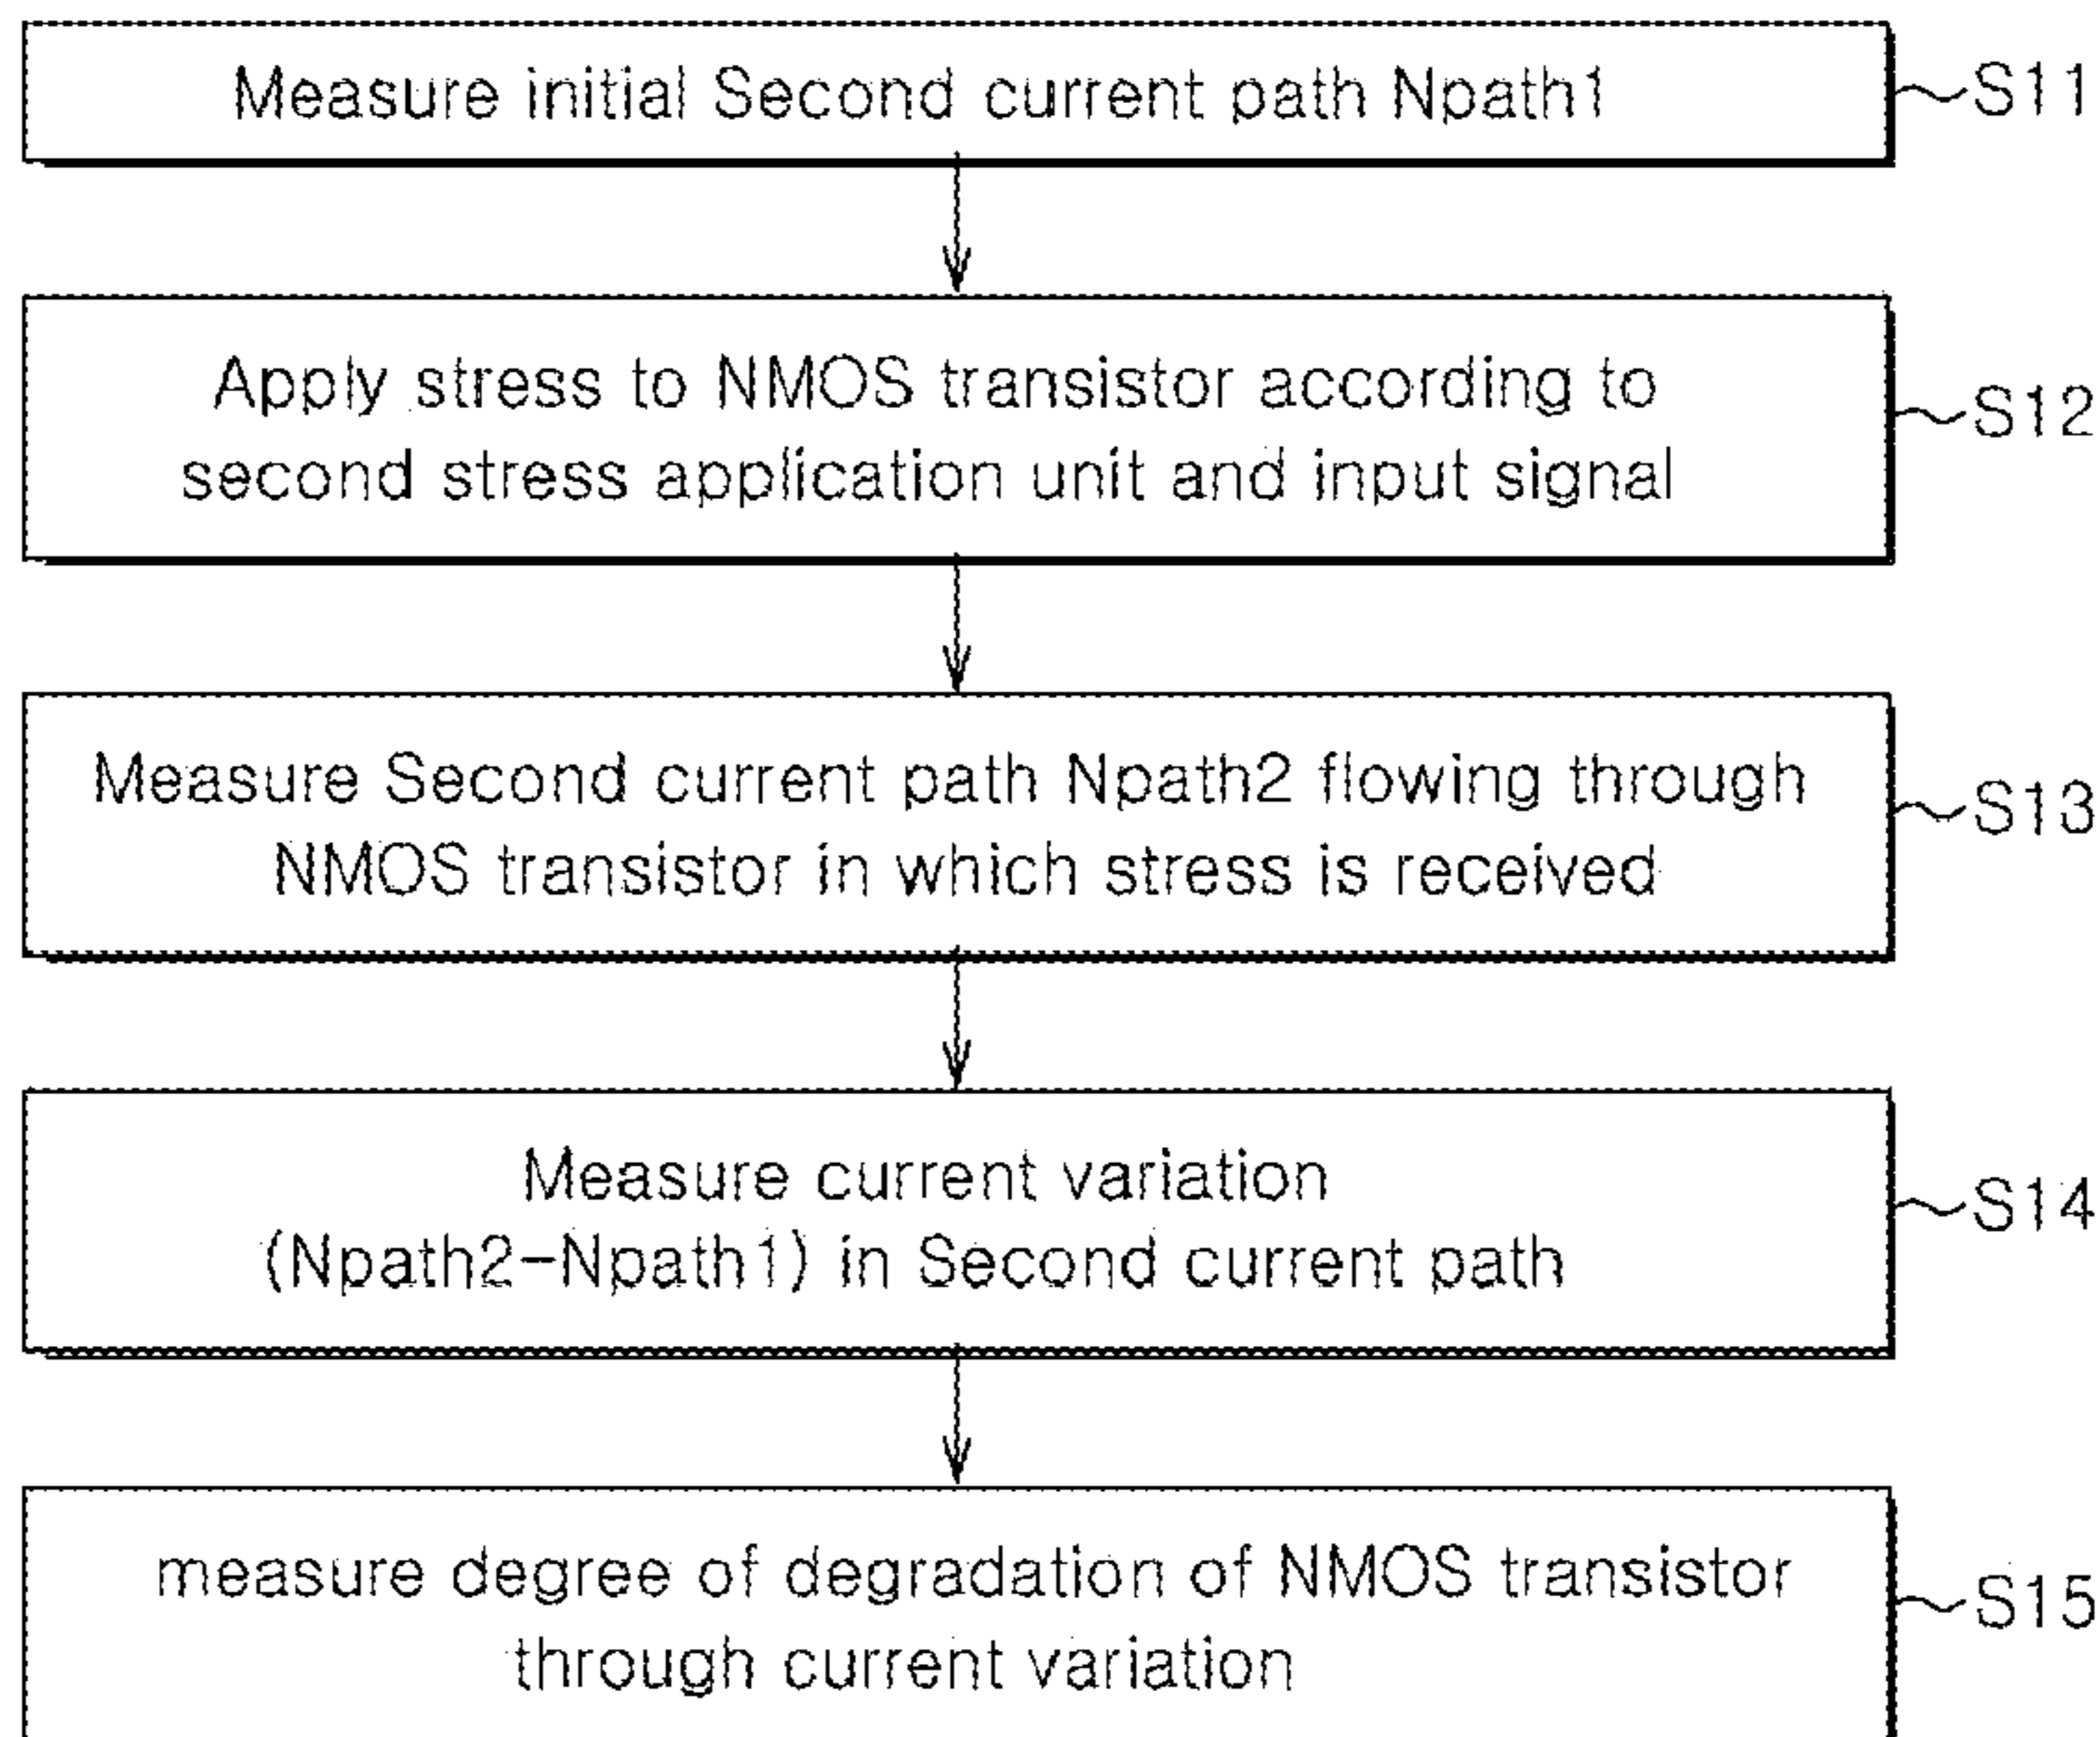 Measure initial Second current path Npath1
S11
Apply stress to NMOS transistor according to
second stress application unit and input signal
S12
Measure Second current path Npath2 flowing through
NMOS transistor in which stress is received
S13
Measure current variation
(Npath2-Npath1) in Second current path
S14
measure degree of degradation of NMOS transistor
through current variation
S15